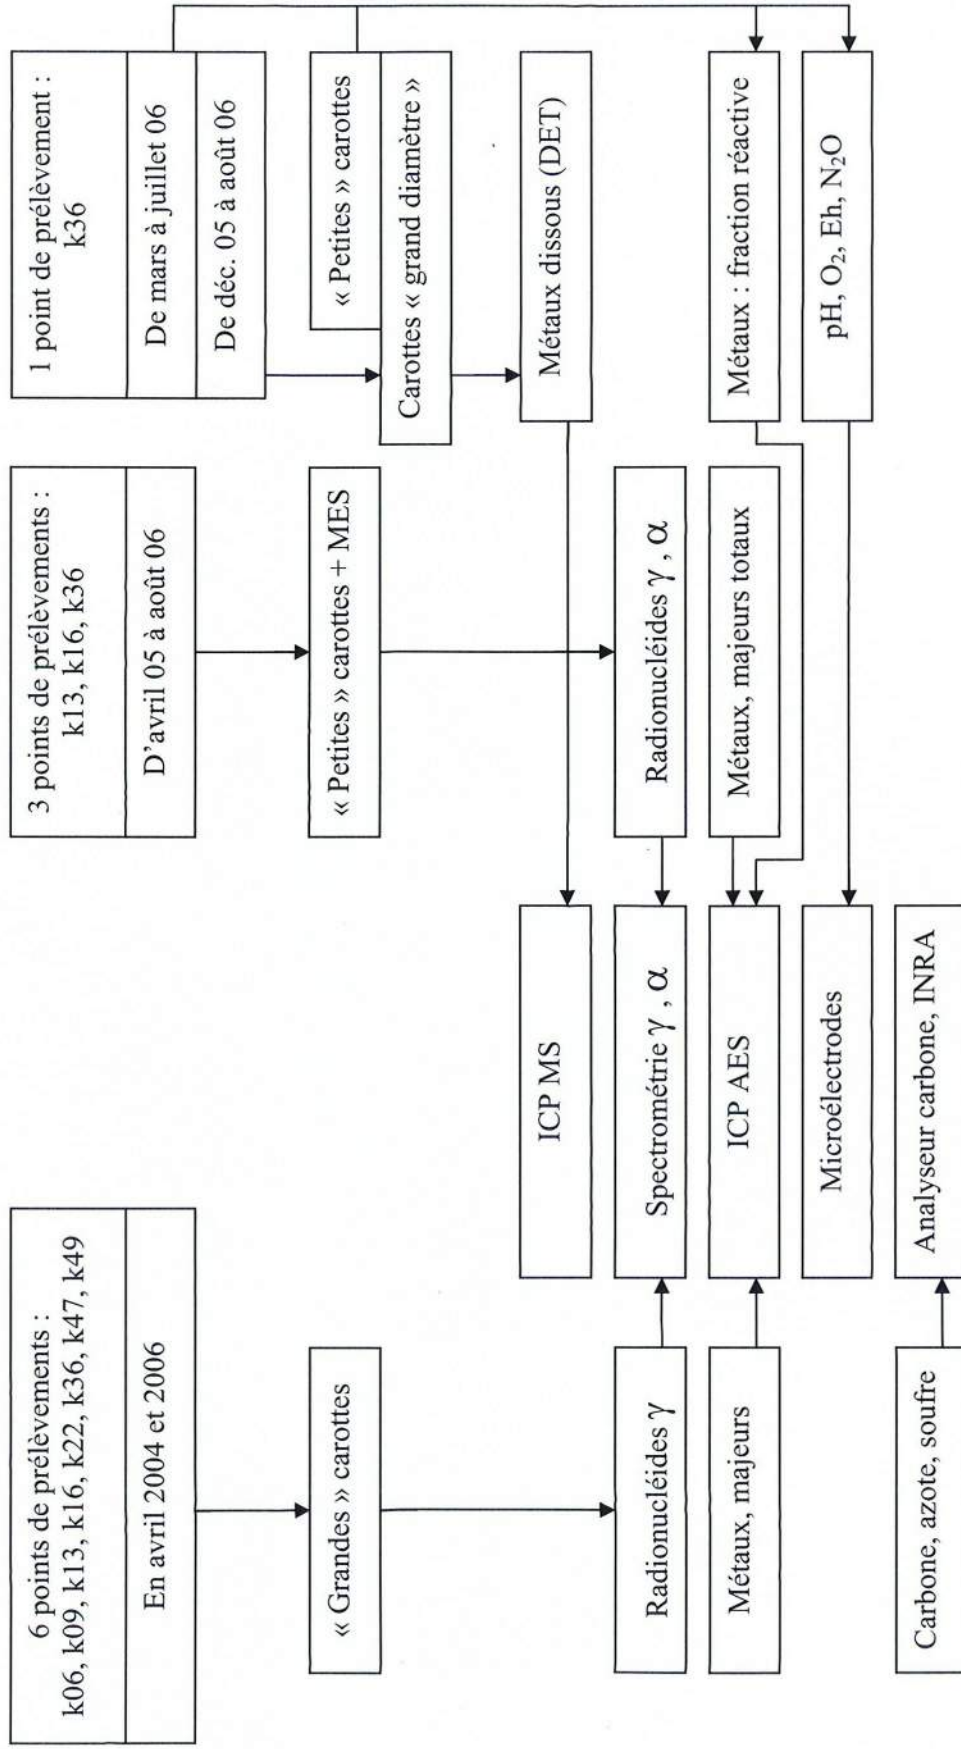 6 points de prélèvements :
k06, k09, k13, k16, k22, k36, k47, k49
En avril 2004 et 2006
« Grandes » carottes
Radionucléides γ
Métaux, majeurs
Carbone, azote, soufre
ICP MS
Spectrométrie γ , α
ICP AES
Microélectrodes
Analyseur carbone, INRA
3 points de prélèvements :
k13, k16, k36
D'avril 05 à août 06
« Petites » carottes + MES
Radionucléides γ , α
Métaux, majeurs totaux
1 point de prélèvement :
k36
De mars à juillet 06
De déc. 05 à août 06
« Petites » carottes
Carottes « grand diamètre »
Métaux dissous (DET)
Métaux : fraction réactive
pH, O₂, Eh, N₂O